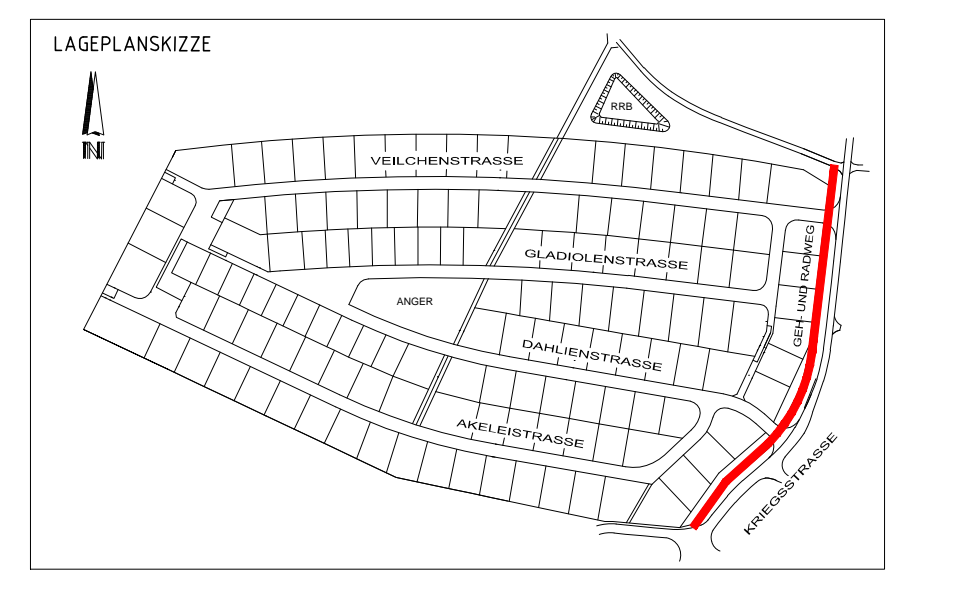 LAGEPLANSKIZZE
N
RRB
VEILCHENSTRASSE
GLADIOLENSTRASSE
GEH- UND RADWEG
ANGER
DAHLIENSTRASSE
AKELEISTRASSE
KRIEGSSTRASSE